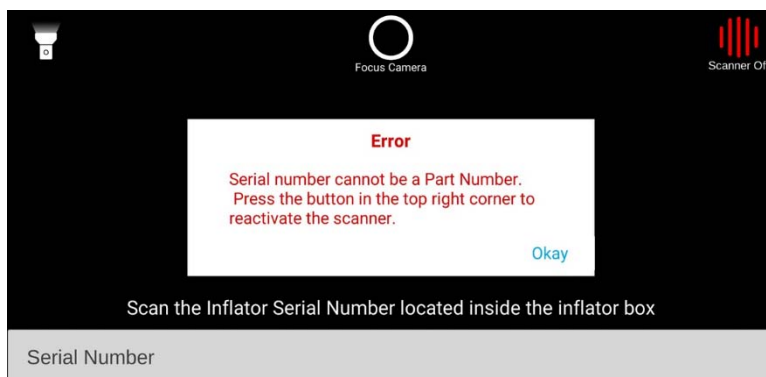 Focus Camera
Scanner Of
Error
Serial number cannot be a Part Number.
Press the button in the top right corner to
reactivate the scanner.
Okay
Scan the Inflator Serial Number located inside the inflator box
Serial Number